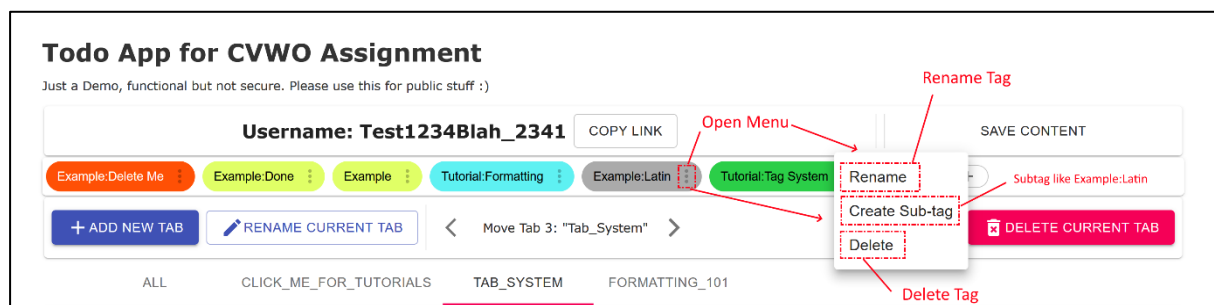 Todo App for CVWO Assignment
Just a Demo, functional but not secure. Please use this for public stuff :)
Rename Tag
Username: Test1234Blah_2341
COPY LINK
Open Menu
SAVE CONTENT
Example:Delete Me
Example:Done
Example
Tutorial:Formatting
Example:Latin
Tutorial:Tag System
Rename
Subtag like Example:Latin
Create Sub-tag
Delete
+ ADD NEW TAB
RENAME CURRENT TAB
Move Tab 3: "Tab_System"
DELETE CURRENT TAB
ALL
CLICK_ME_FOR_TUTORIALS
TAB_SYSTEM
FORMATTING_101
Delete Tag